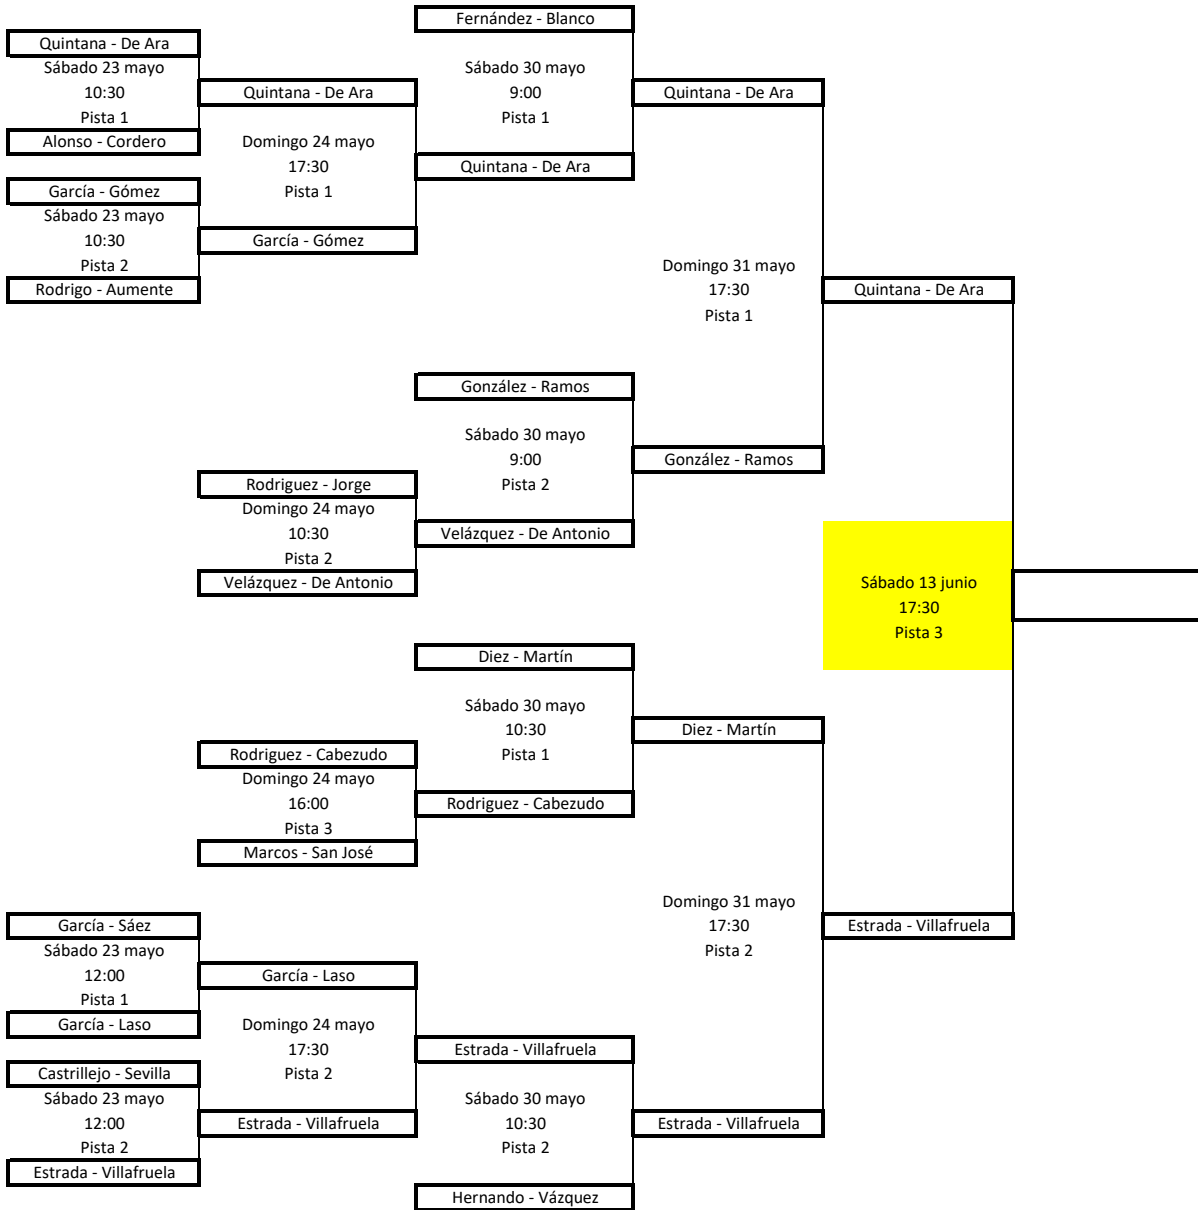 Fernández - Blanco
Quintana - De Ara
Sábado 23 mayo
10:30
Pista 1
Alonso - Cordero
García - Gómez
Sábado 23 mayo
10:30
Pista 2
Rodrigo - Aumente
Quintana - De Ara
Domingo 24 mayo
17:30
Pista 1
García - Gómez
Sábado 30 mayo
9:00
Pista 1
Quintana - De Ara
Quintana - De Ara
Domingo 31 mayo
17:30
Pista 1
Quintana - De Ara
González - Ramos
Sábado 30 mayo
9:00
Pista 2
González - Ramos
Rodriguez - Jorge
Domingo 24 mayo
10:30
Pista 2
Velázquez - De Antonio
Velázquez - De Antonio
Sábado 13 junio
17:30
Pista 3
Diez - Martín
Sábado 30 mayo
10:30
Pista 1
Diez - Martín
Rodriguez - Cabezudo
Domingo 24 mayo
16:00
Pista 3
Marcos - San José
Rodriguez - Cabezudo
Domingo 31 mayo
17:30
Pista 2
Estrada - Villafruela
García - Sáez
Sábado 23 mayo
12:00
Pista 1
García - Laso
García - Laso
Domingo 24 mayo
17:30
Pista 2
Castrillejo - Sevilla
Sábado 23 mayo
12:00
Pista 2
Estrada - Villafruela
Estrada - Villafruela
Estrada - Villafruela
Sábado 30 mayo
10:30
Pista 2
Estrada - Villafruela
Hernando - Vázquez